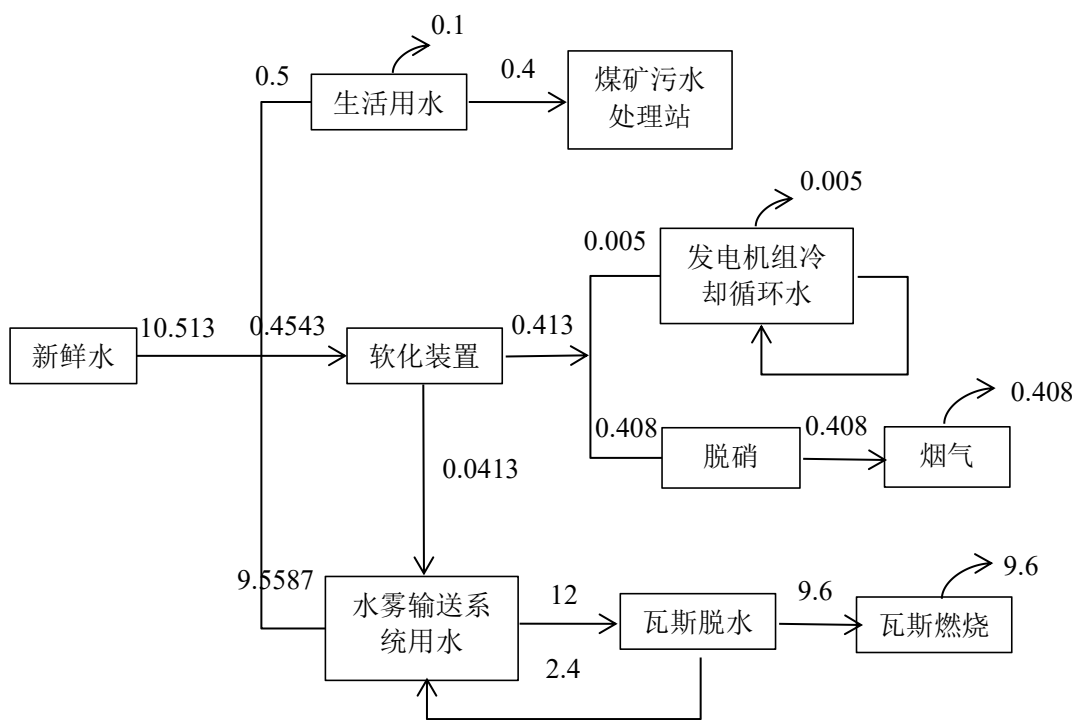 0.1
0.5
生活用水
0.4
煤矿污水
处理站
0.005
0.005
发电机组冷
却循环水
新鲜水
10.513
0.4543
软化装置
0.413
0.408
0.408
脱硝
0.408
烟气
0.0413
9.5587
水雾输送系
统用水
12
2.4
瓦斯脱水
9.6
瓦斯燃烧
9.6